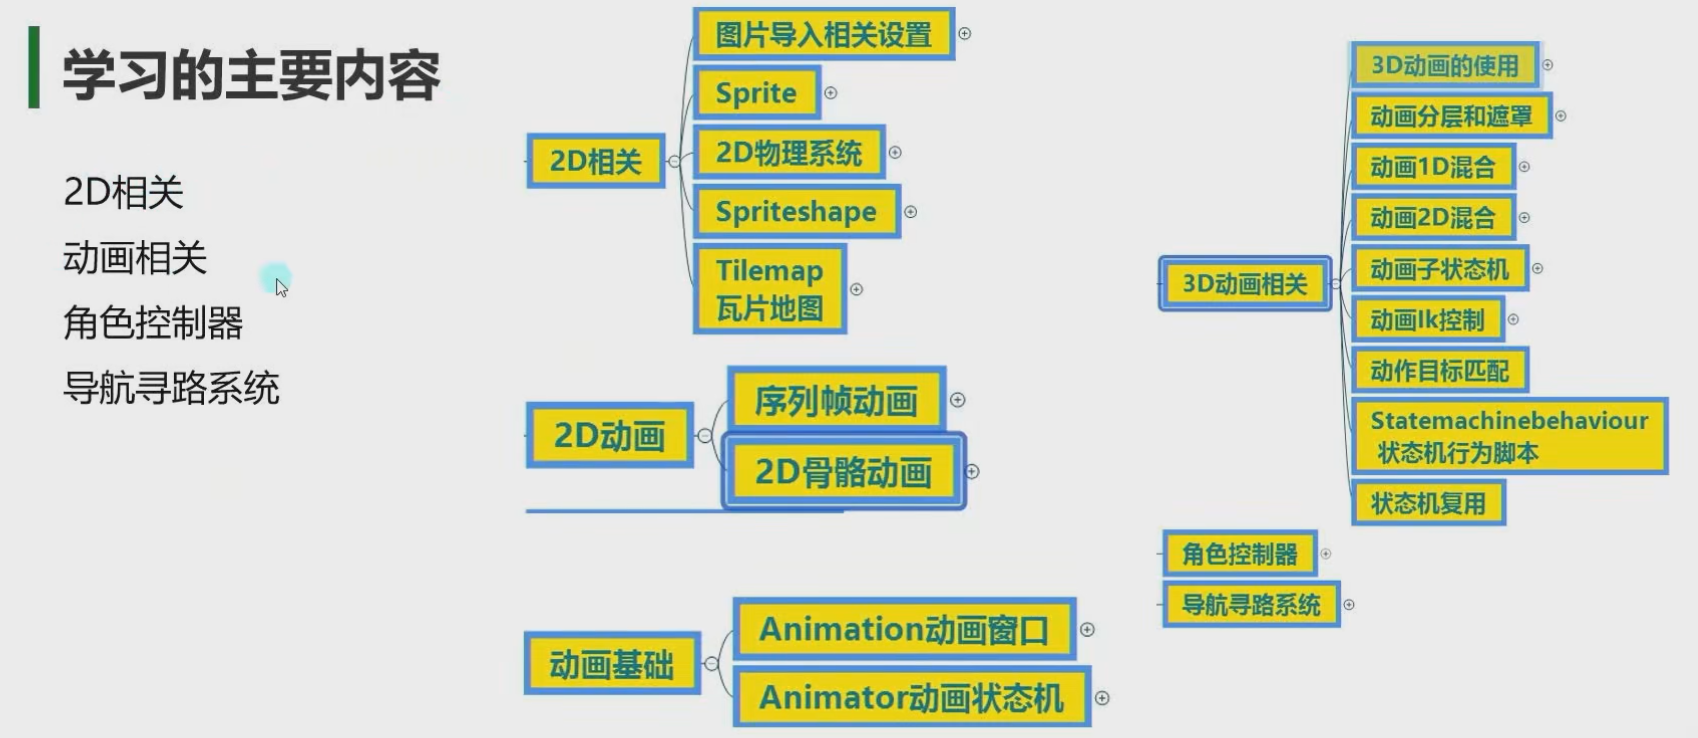 学习的主要内容
2D相关
动画相关
角色控制器
导航寻路系统
2D相关
图片导入相关设置
Sprite
2D物理系统
Spriteshape
Tilemap
瓦片地图
2D动画
序列帧动画
2D骨骼动画
动画基础
Animation动画窗口
Animator动画状态机
3D动画相关
3D动画的使用
动画分层和遮罩
动画1D混合
动画2D混合
动画子状态机
动画Ik控制
动作目标匹配
Statemachinebehaviour
状态机行为脚本
状态机复用
角色控制器
导航寻路系统